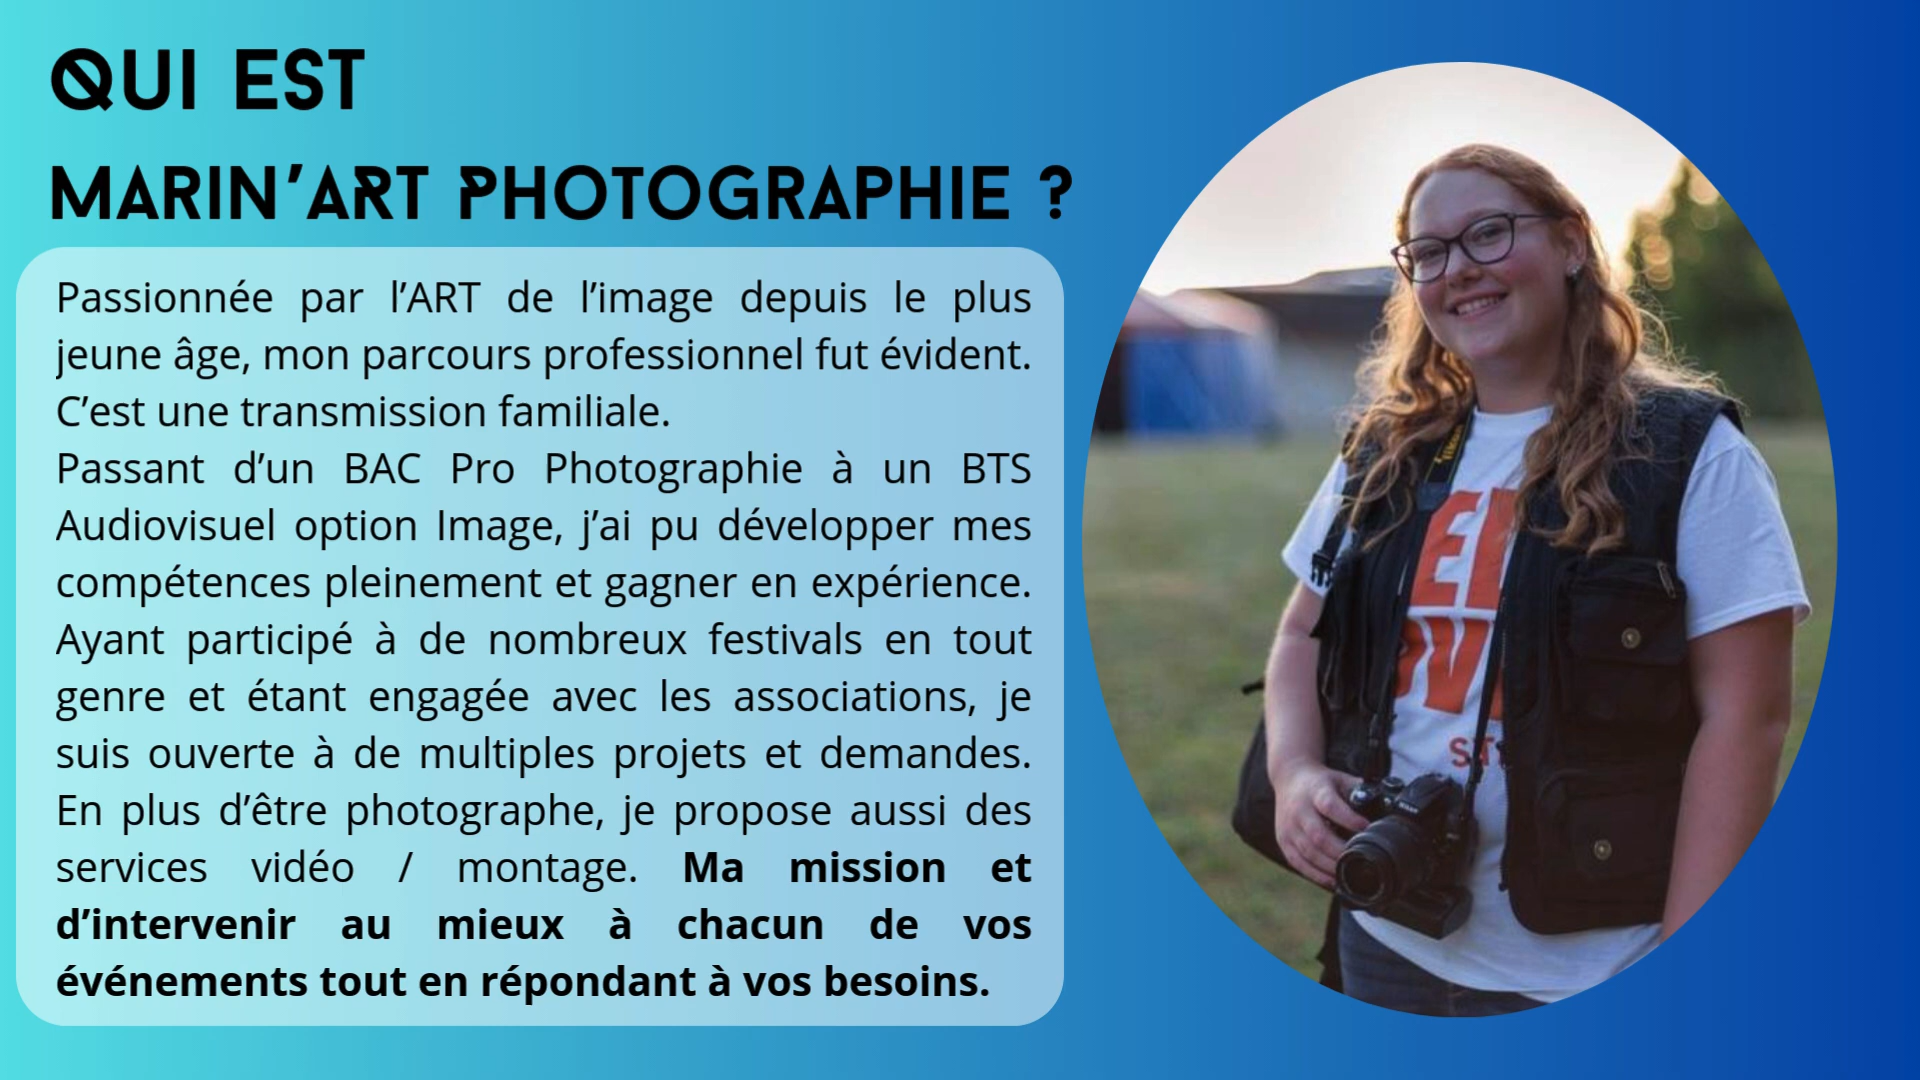 QUI EST
MARIN'ART PHOTOGRAPHIE ?
Passionnée par l'ART de l'image depuis le plus
jeune âge, mon parcours professionnel fut évident.
C'est une transmission familiale.
Passant d'un BAC Pro Photographie à un BTS
Audiovisuel option Image, j'ai pu développer mes
compétences pleinement et gagner en expérience.
Ayant participé à de nombreux festivals en tout
genre et étant engagée avec les associations, je
suis ouverte à de multiples projets et demandes.
En plus d'être photographe, je propose aussi des
services vidéo / montage. Ma mission et
d'intervenir au mieux à chacun de vos
événements tout en répondant à vos besoins.
Nikon